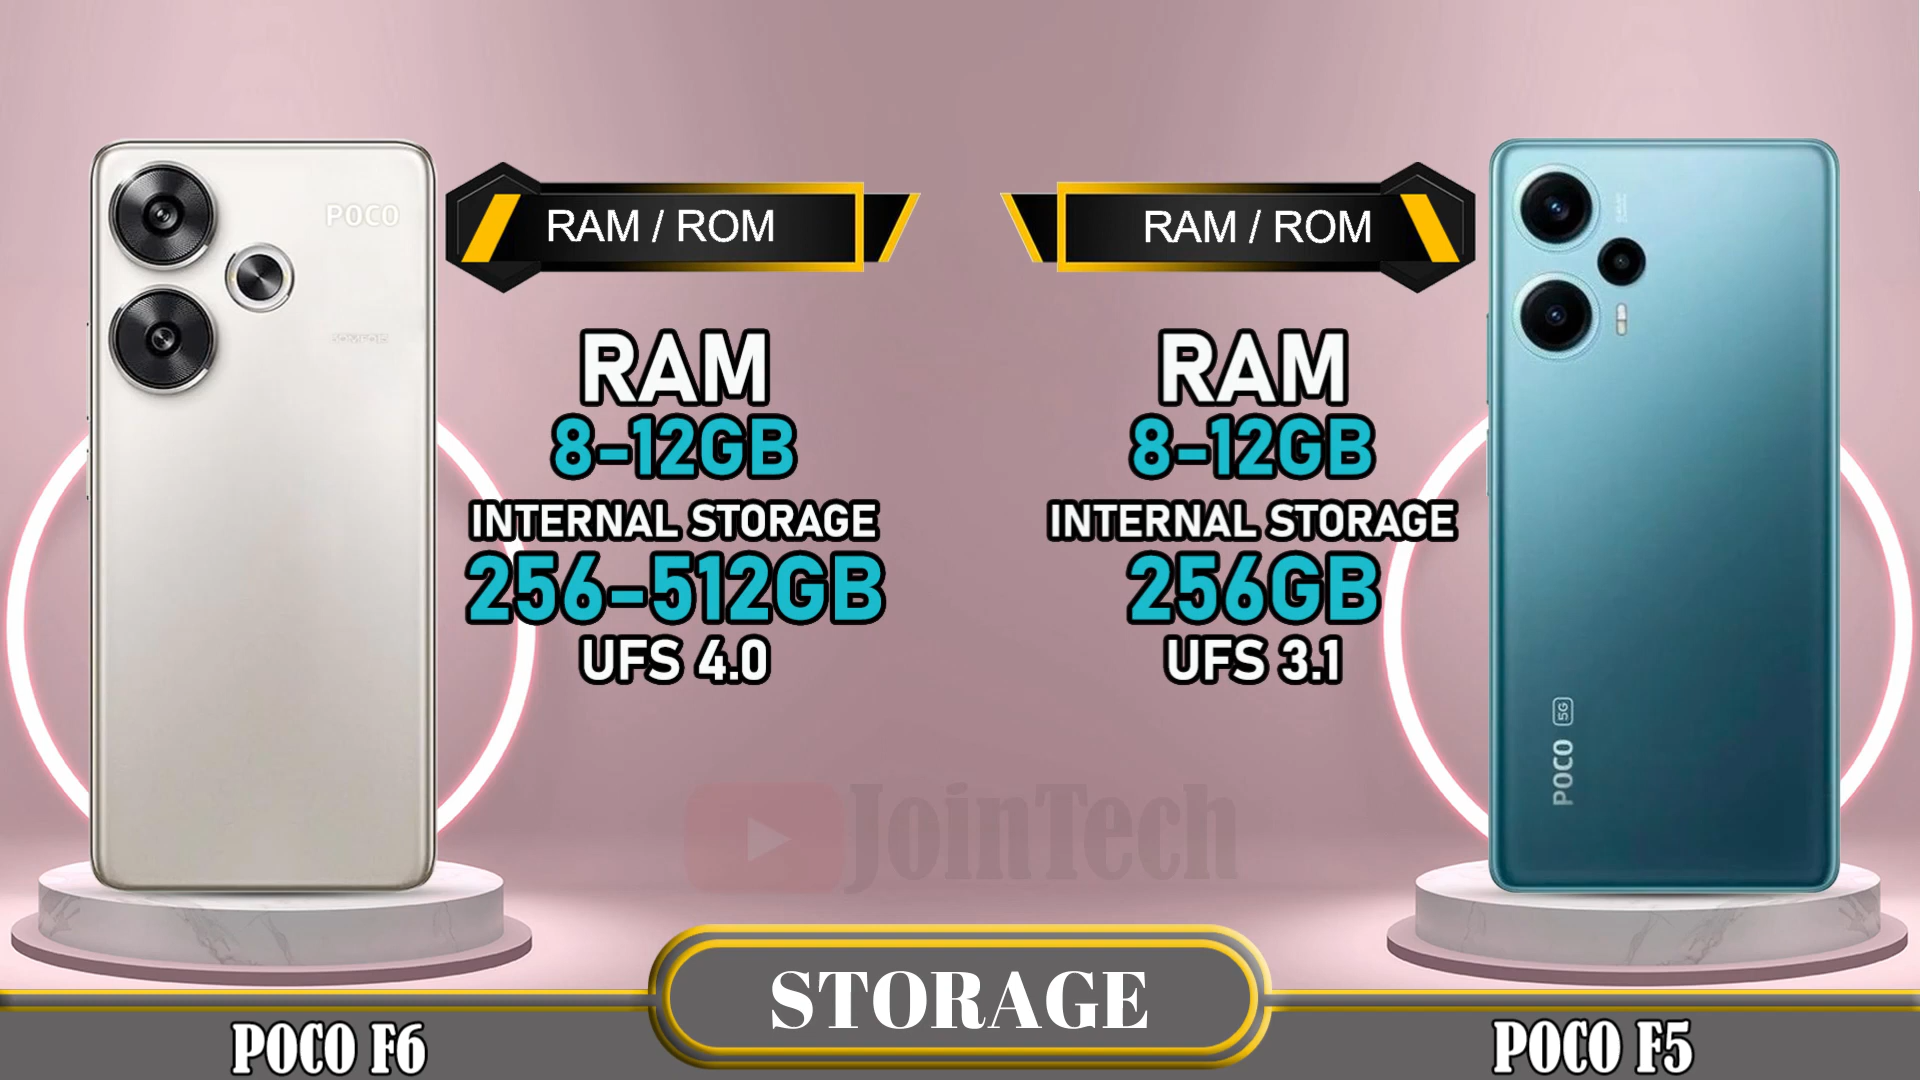 POCO
RAM / ROM
RAM
8-12GB
INTERNAL STORAGE
256-512GB
UFS 4.0
RAM / ROM
RAM
8-12GB
INTERNAL STORAGE
256GB
UFS 3.1
POCO 5G
JoinTech
STORAGE
POCO F6
POCO F5